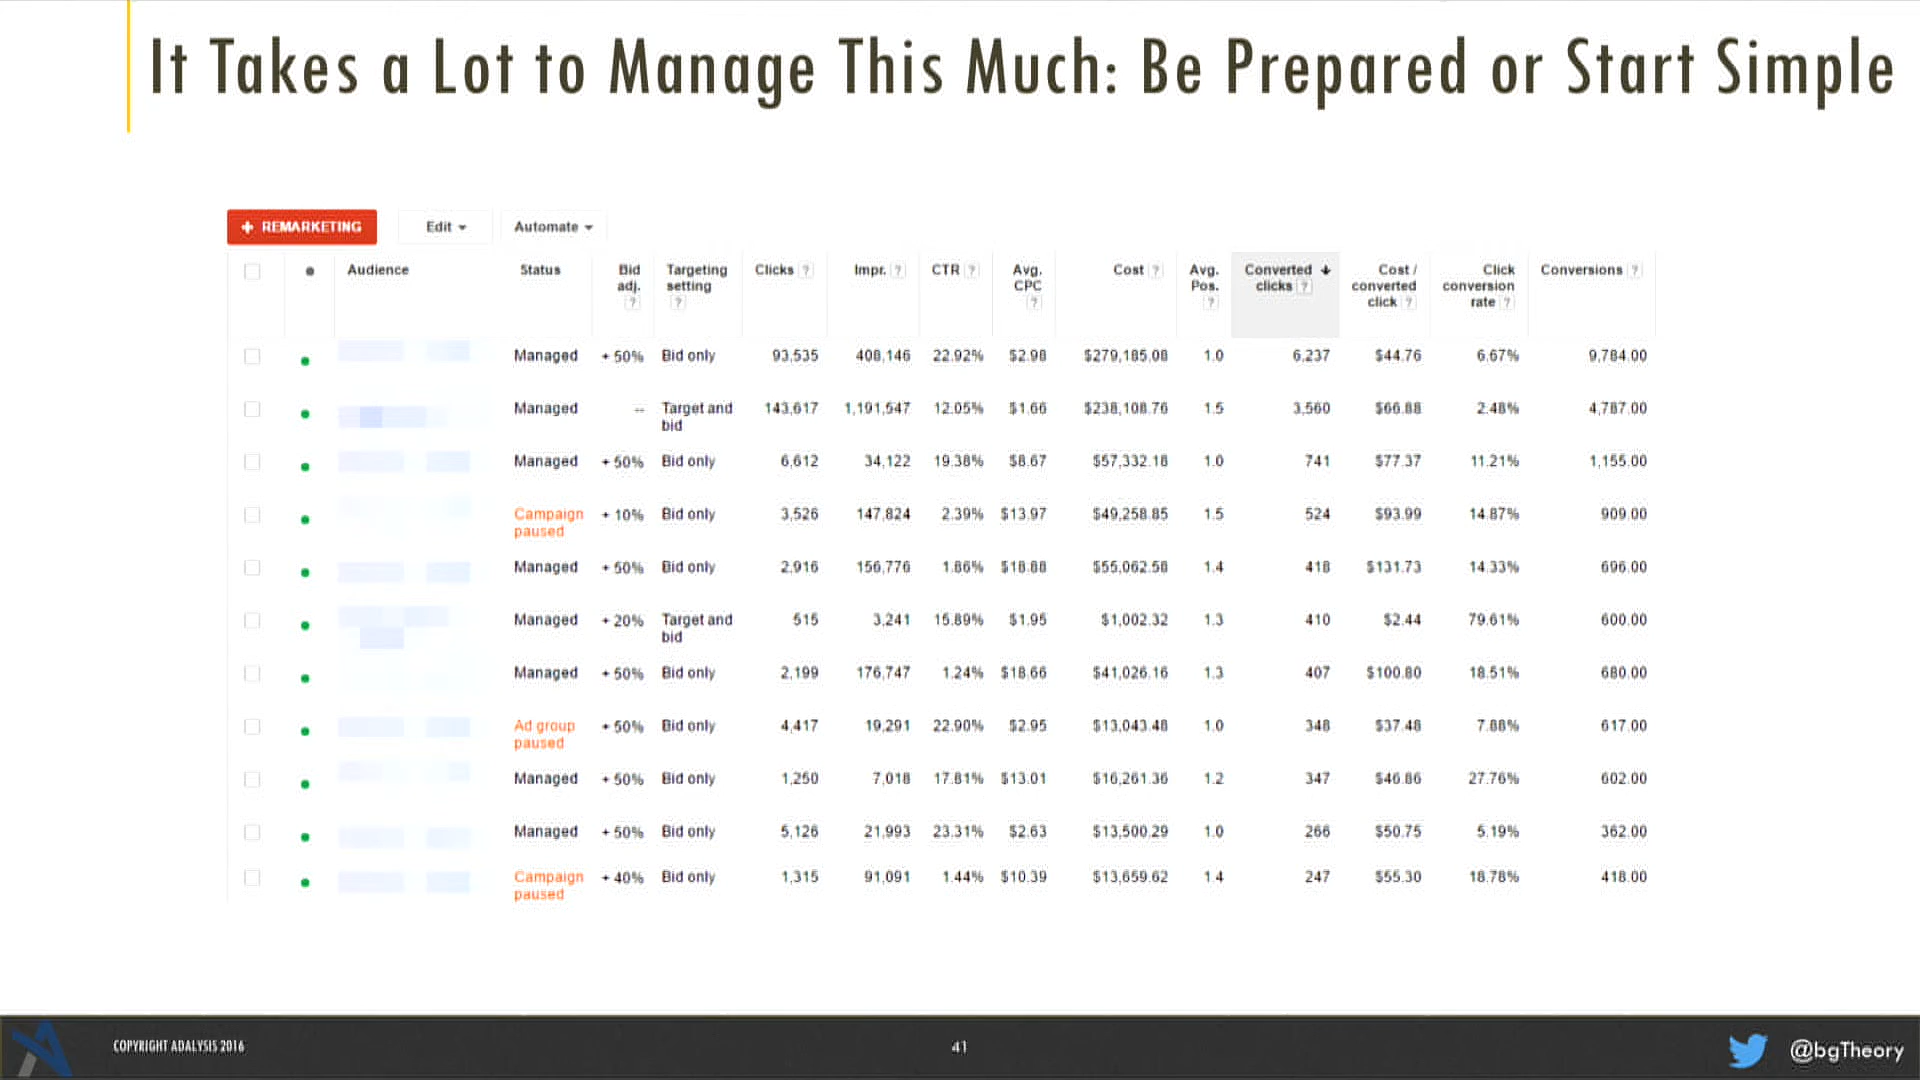 It Takes a Lot to Manage This Much: Be Prepared or Start Simple
+ REMARKETING Edit Automate
Audience Status Bid adj. ? Targeting setting ? Clicks ? Impr. ? CTR ? Avg. CPC ? Cost ? Avg. Pos. ? Converted clicks ? Cost / converted click ? Click conversion rate ? Conversions ?
Managed + 50% Bid only 93,535 408,146 22.92% $2.98 $279,185.08 1.0 6,237 $44.76 6.67% 9,784.00
Managed -- Target and bid 143,617 1,191,547 12.05% $1.66 $238,108.76 1.5 3,560 $66.88 2.48% 4,787.00
Managed + 50% Bid only 6,612 34,122 19.38% $8.67 $57,332.18 1.0 741 $77.37 11.21% 1,155.00
Campaign paused + 10% Bid only 3,526 147,824 2.39% $13.97 $49,258.85 1.5 524 $93.99 14.87% 909.00
Managed + 50% Bid only 2,916 156,776 1.86% $18.88 $55,062.58 1.4 418 $131.73 14.33% 696.00
Managed + 20% Target and bid 515 3,241 15.89% $1.95 $1,002.32 1.3 410 $2.44 79.61% 600.00
Managed + 50% Bid only 2,199 176,747 1.24% $18.66 $41,026.16 1.3 407 $100.80 18.51% 680.00
Ad group paused + 50% Bid only 4,417 19,291 22.90% $2.95 $13,043.48 1.0 348 $37.48 7.88% 617.00
Managed + 50% Bid only 1,250 7,018 17.81% $13.01 $16,261.36 1.2 347 $46.86 27.76% 602.00
Managed + 50% Bid only 5,126 21,993 23.31% $2.63 $13,500.29 1.0 266 $50.75 5.19% 362.00
Campaign paused + 40% Bid only 1,315 91,091 1.44% $10.39 $13,659.62 1.4 247 $55.30 18.78% 418.00
COPYRIGHT ADALYSIS 2016 41 @bgTheory